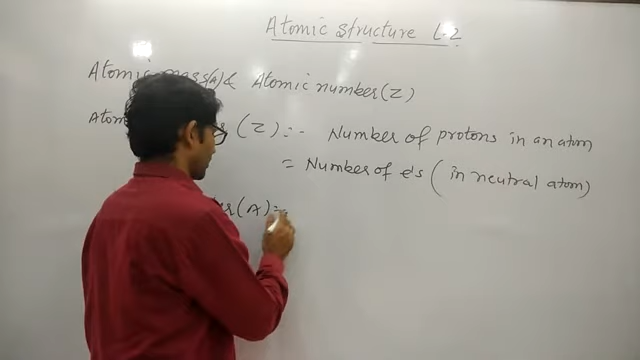 Atomic structure L-2
Atomic mass(A) & Atomic number(Z)
(Z):- Number of protons in an atom
= Number of e's (in neutral atom)
(A):-